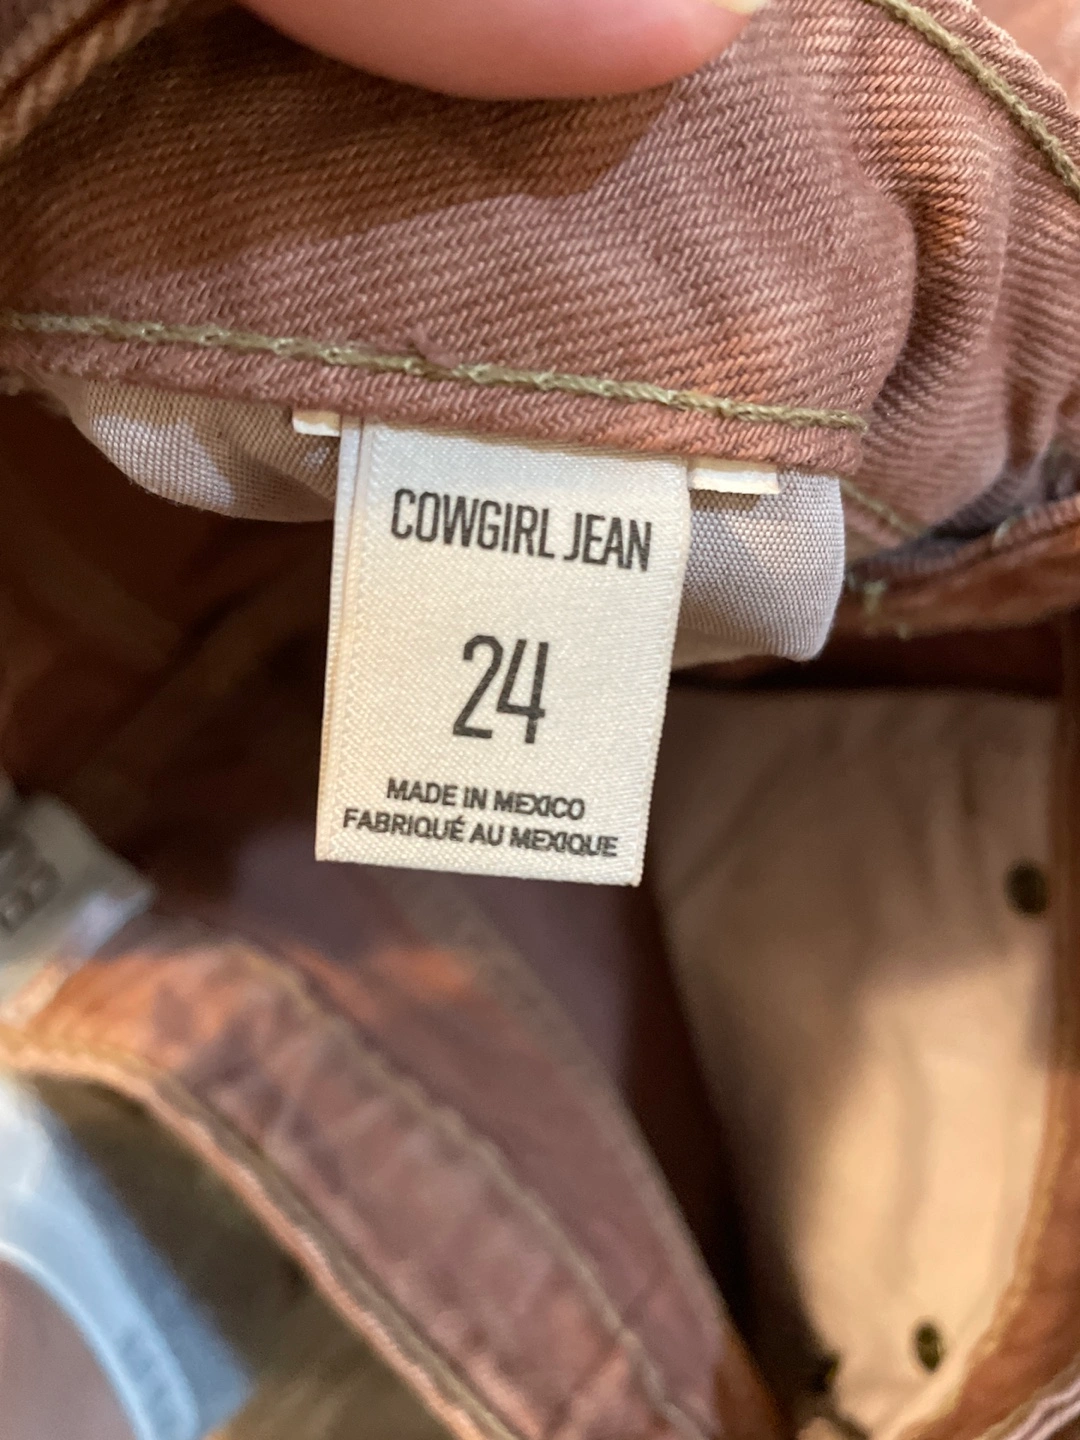 COWGIRL JEAN
24
MADE IN MEXICO
FABRIQUÉ AU MEXIQUE